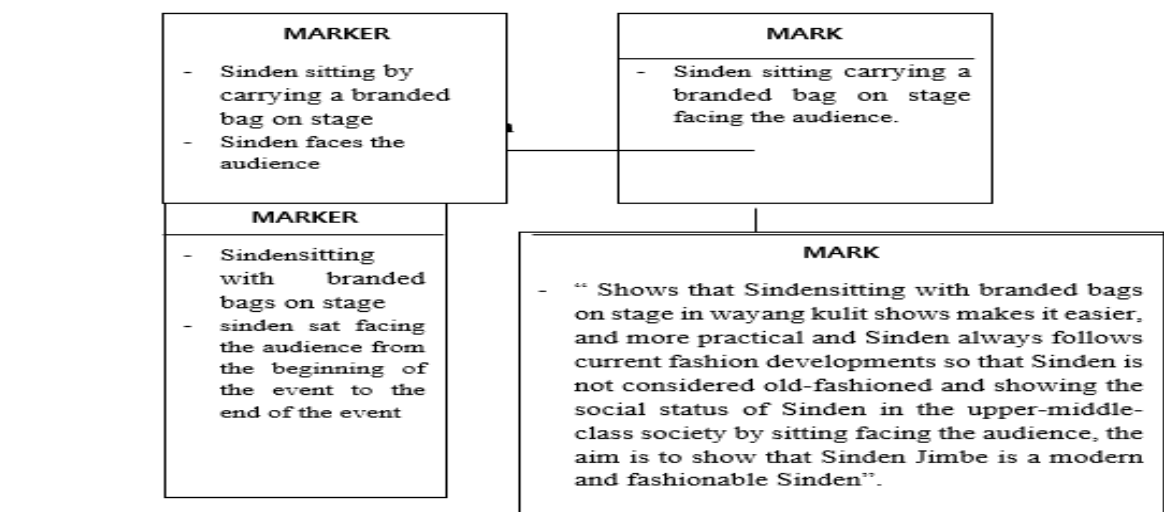 MARKER
- Sinden sitting by
carrying a branded
bag on stage
- Sinden faces the
audience
MARK
- Sinden sitting carrying a
branded bag on stage
facing the audience.
MARKER
- Sindensitting
with branded
bags on stage
- sinden sat facing
the audience from
the beginning of
the event to the
end of the event
MARK
- “ Shows that Sindensitting with branded bags
on stage in wayang kulit shows makes it easier,
and more practical and Sinden always follows
current fashion developments so that Sinden is
not considered old-fashioned and showing the
social status of Sinden in the upper-middle-
class society by sitting facing the audience, the
aim is to show that Sinden Jimbe is a modern
and fashionable Sinden”.